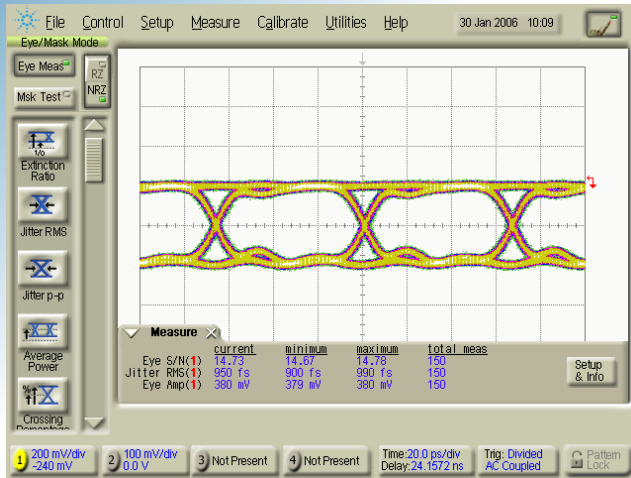 File Control Setup Measure Calibrate Utilities Help 30 Jan 2006 10:09
Eye/Mask Mode
Eye Meas
RZ
NRZ
Msk Test
1/0
Extinction
Ratio
Jitter RMS
Jitter p-p
Average
Power
Crossing
Percentage
Measure
current minimum maximum total meas
Eye S/N(1) 14.73 14.67 14.78 150
Jitter RMS(1) 950 fs 900 fs 990 fs 150
Eye Amp(1) 380 mV 379 mV 380 mV 150
Setup
& Info
1 200 mV/div
-240 mV
2 100 mV/div
0.0 V
3 Not Present
4 Not Present
Time:20.0 ps/div
Delay:24.1572 ns
Trig: Divided
AC Coupled
Pattern
Lock